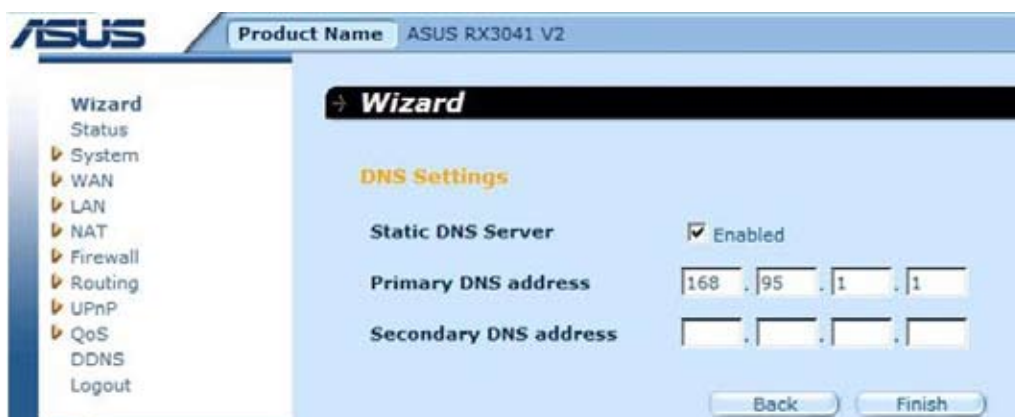 ASUS
Product Name ASUS RX3041 V2
Wizard
Status
System
WAN
LAN
NAT
Firewall
Routing
UPnP
QoS
DDNS
Logout
Wizard
DNS Settings
Static DNS Server Enabled
Primary DNS address 168 . 95 . 1 . 1
Secondary DNS address . . .
Back Finish